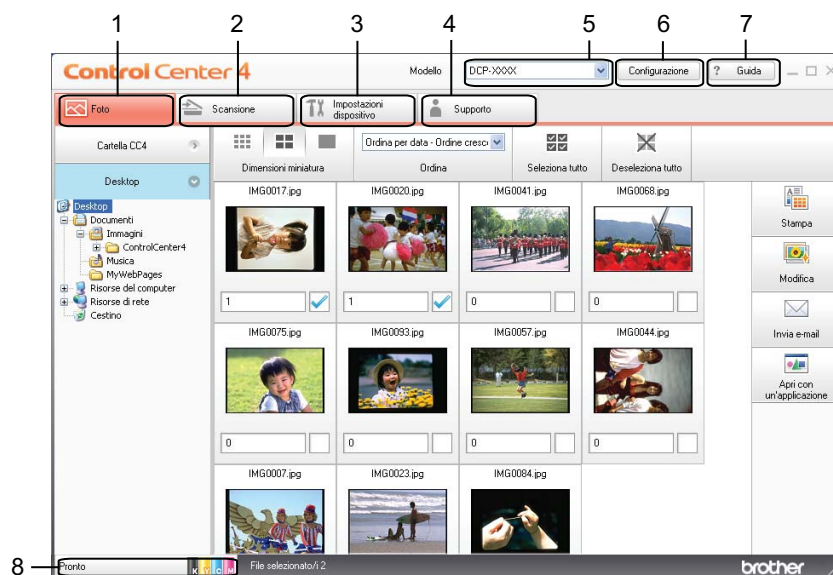 1 2 3 4 5 6 7
Control Center 4 Modello DCP-XXXX Configurazione ? Guida
Foto Scansione Impostazioni dispositivo Supporto
Cartella CC4
Desktop
Desktop
Documenti
Immagini
ControlCenter4
Musica
MyWebPages
Risorse del computer
Risorse di rete
Cestino
Ordina per data - Ordine cresci
Dimensioni miniatura Ordina Seleziona tutto Deseleziona tutto
IMG0017.jpg IMG0020.jpg IMG0041.jpg IMG0068.jpg
1 1 0 0
IMG0075.jpg IMG0093.jpg IMG0057.jpg IMG0044.jpg
0 0 0 0
IMG0007.jpg IMG0023.jpg IMG0084.jpg
Stampa
Modifica
Invia e-mail
Apri con
un'applicazione
8 Pronto K Y C M File selezionato/i 2 brother